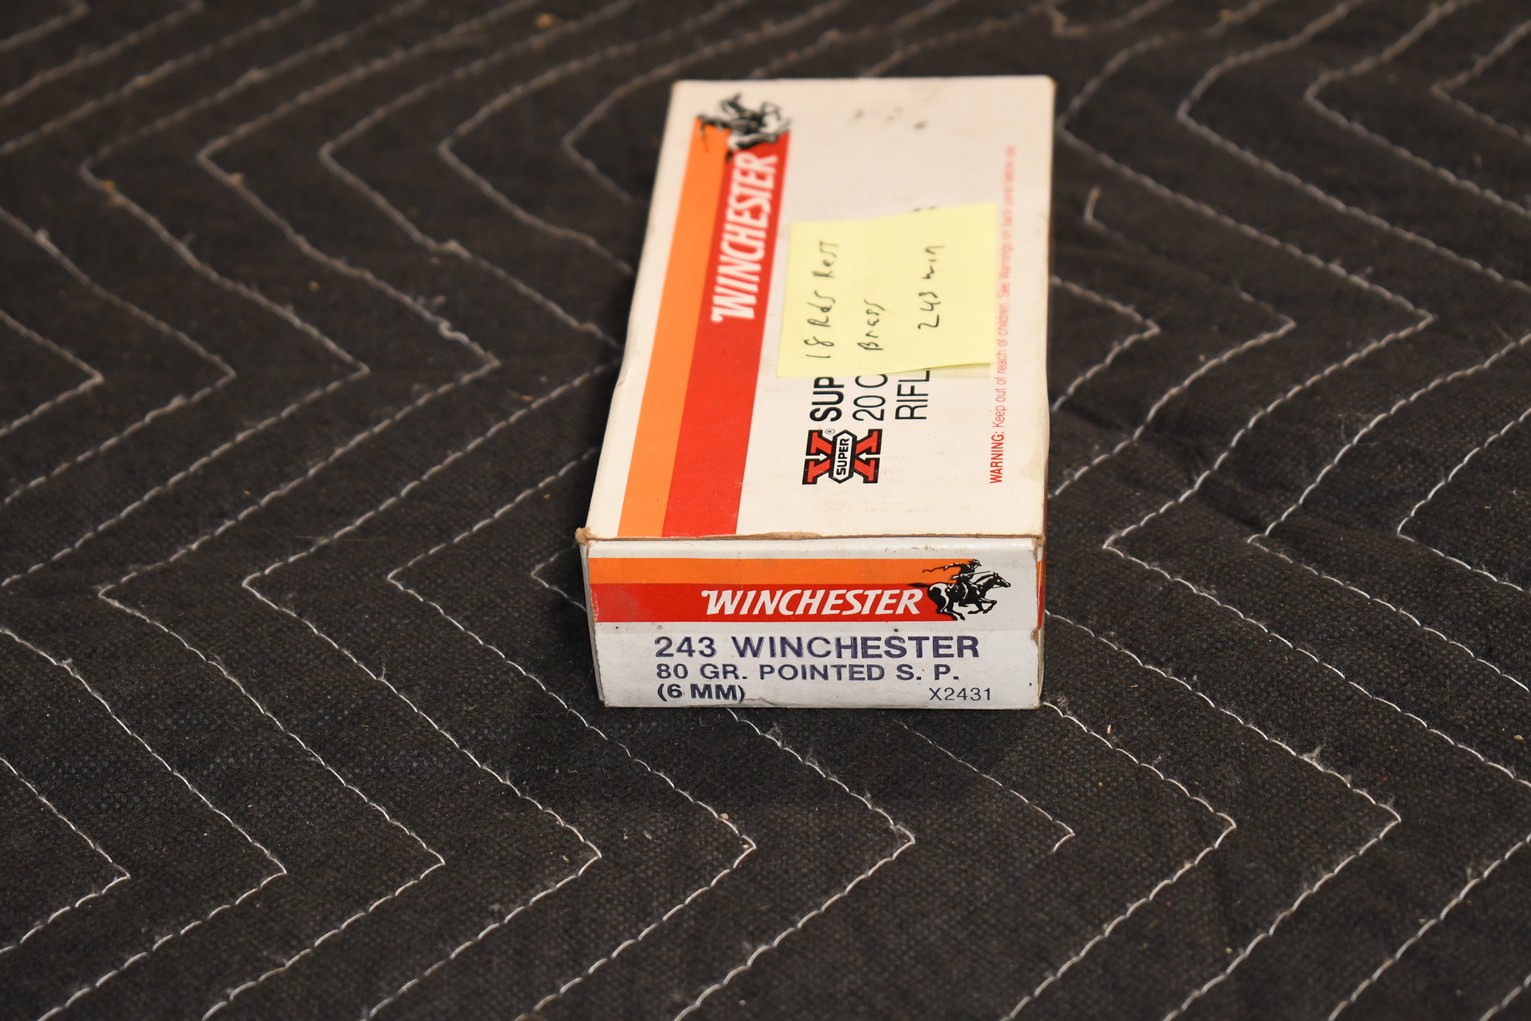 WINCHESTER
18 Rds Rest
Brass
243 win
X SUPER X ® SUP
20 C
RIFL
WARNING: Keep out of reach of children. See Warnings on back panel before use
WINCHESTER
243 WINCHESTER
80 GR. POINTED S. P.
(6 MM)
X2431